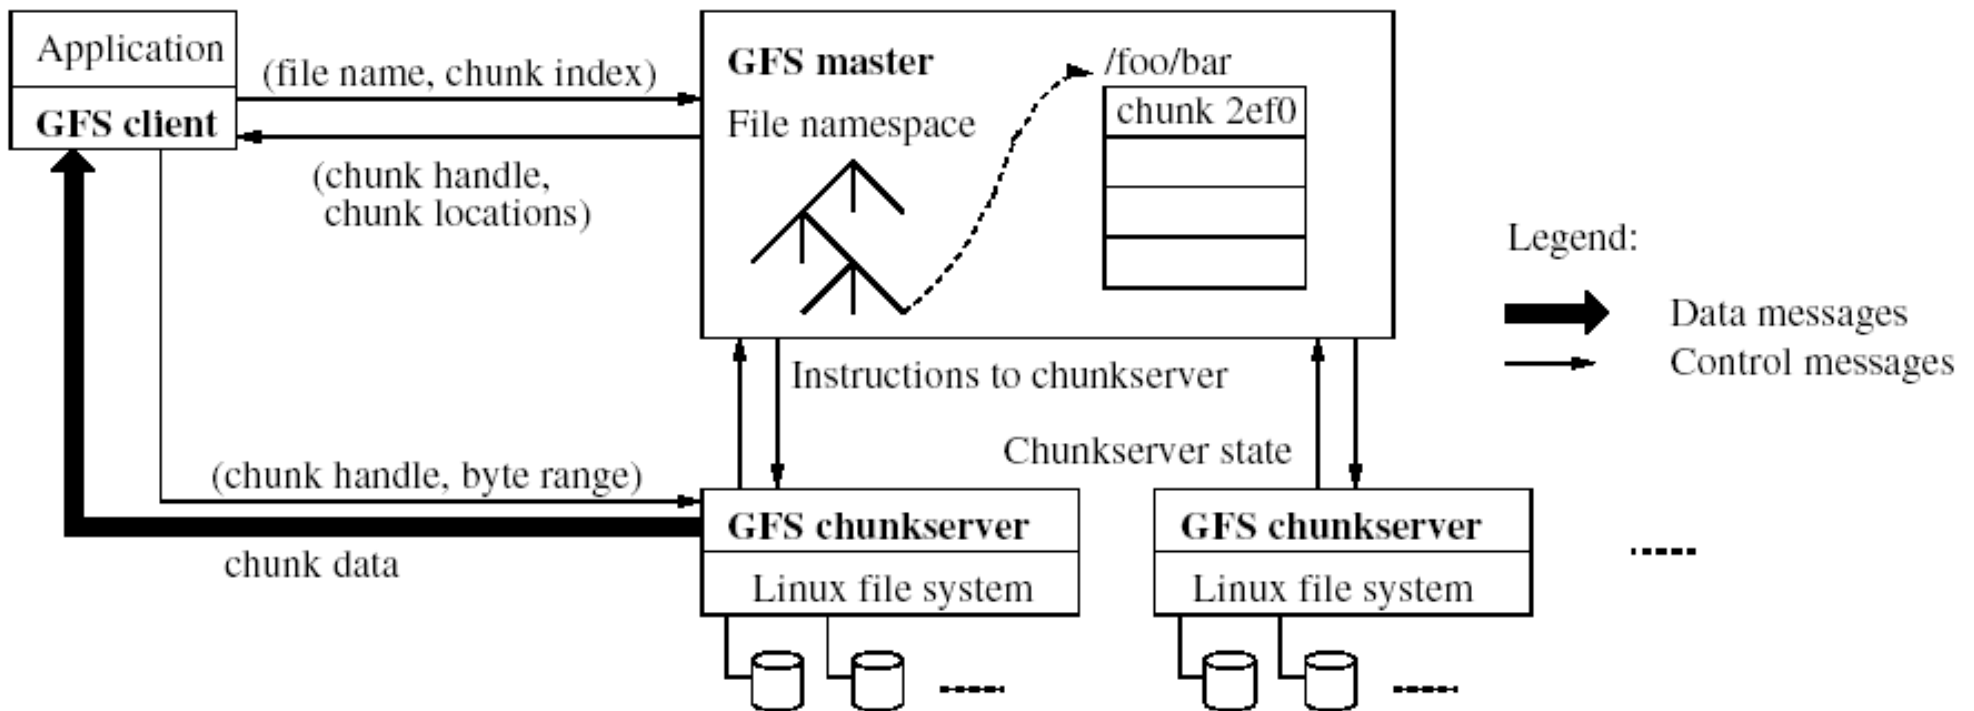 Application
GFS client
(file name, chunk index)
(chunk handle,
chunk locations)
GFS master
File namespace
/foo/bar
chunk 2ef0
Legend:
Data messages
Control messages
Instructions to chunkserver
Chunkserver state
(chunk handle, byte range)
chunk data
GFS chunkserver
Linux file system
GFS chunkserver
Linux file system